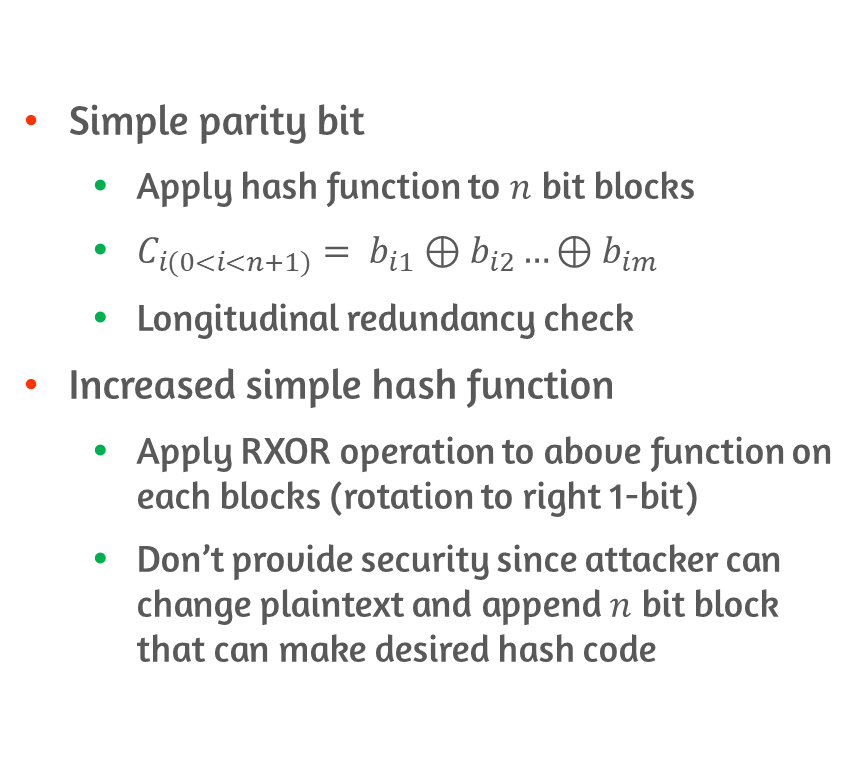 • Simple parity bit
• Apply hash function to n bit blocks
• C_{i(0<i<n+1)} = b_{i1} ⊕ b_{i2} ... ⊕ b_{im}
• Longitudinal redundancy check
• Increased simple hash function
• Apply RXOR operation to above function on
each blocks (rotation to right 1-bit)
• Don't provide security since attacker can
change plaintext and append n bit block
that can make desired hash code